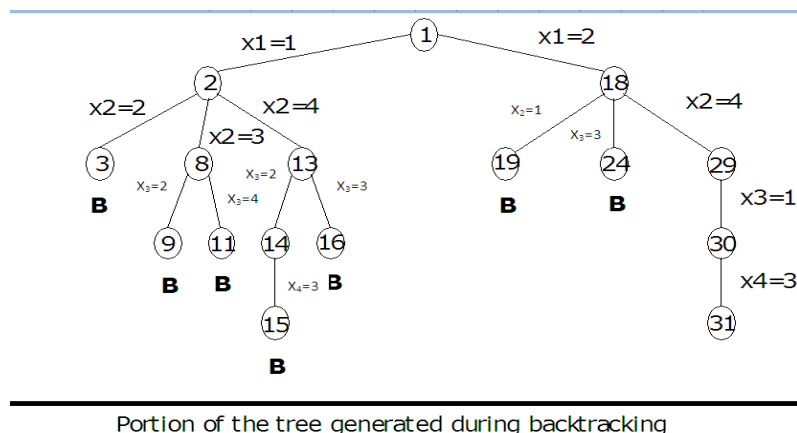 1
x1=1
x1=2
2
18
x2=2
x2=3
x2=4
X₂=1
X₃=3
x2=4
3
8
13
19
24
29
B
X₃=2
X₃=4
X₃=2
X₃=3
B
B
x3=1
9
11
14
16
30
B
B
X₄=3
B
x4=3
15
31
B
Portion of the tree generated during backtracking